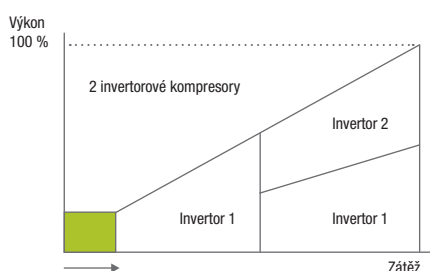 Výkon
100 %
2 invertorové kompresory
Invertor 2
Invertor 1
Invertor 1
Zátěž